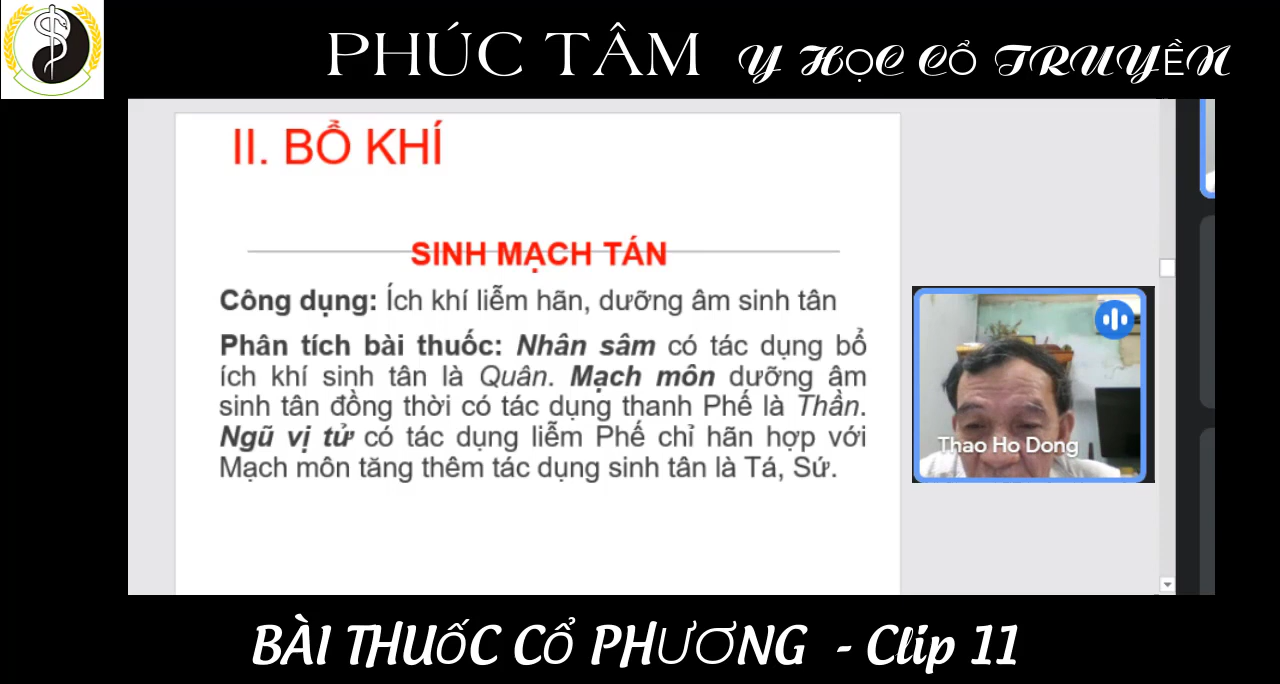 PHÚC TÂM Y HỌC CỔ TRUYỀN
II. BỔ KHÍ
SINH MẠCH TÁN
Công dụng: Ích khí liễm hãn, dưỡng âm sinh tân
Phân tích bài thuốc: Nhân sâm có tác dụng bổ
ích khí sinh tân là Quân. Mạch môn dưỡng âm
sinh tân đồng thời có tác dụng thanh Phế là Thần.
Ngũ vị tử có tác dụng liễm Phế chỉ hãn hợp với
Mạch môn tăng thêm tác dụng sinh tân là Tá, Sứ.
Thao Ho Dong
BÀI THUỐC CỔ PHƯƠNG - Clip 11